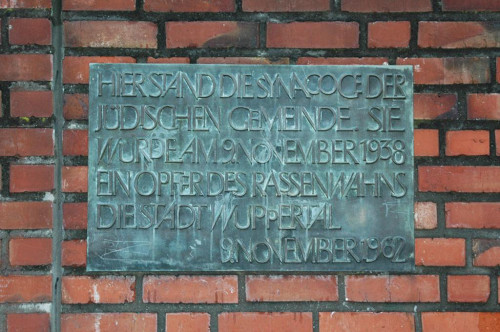 HIER STAND DIE SYNAGOGE DER
JÜDISCHEN GEMEINDE. SIE
WURDE AM 9. NOVEMBER 1938
EIN OPFER DES RASSENWAHNS
DIE STADT WUPPERTAL
9. NOVEMBER 1962